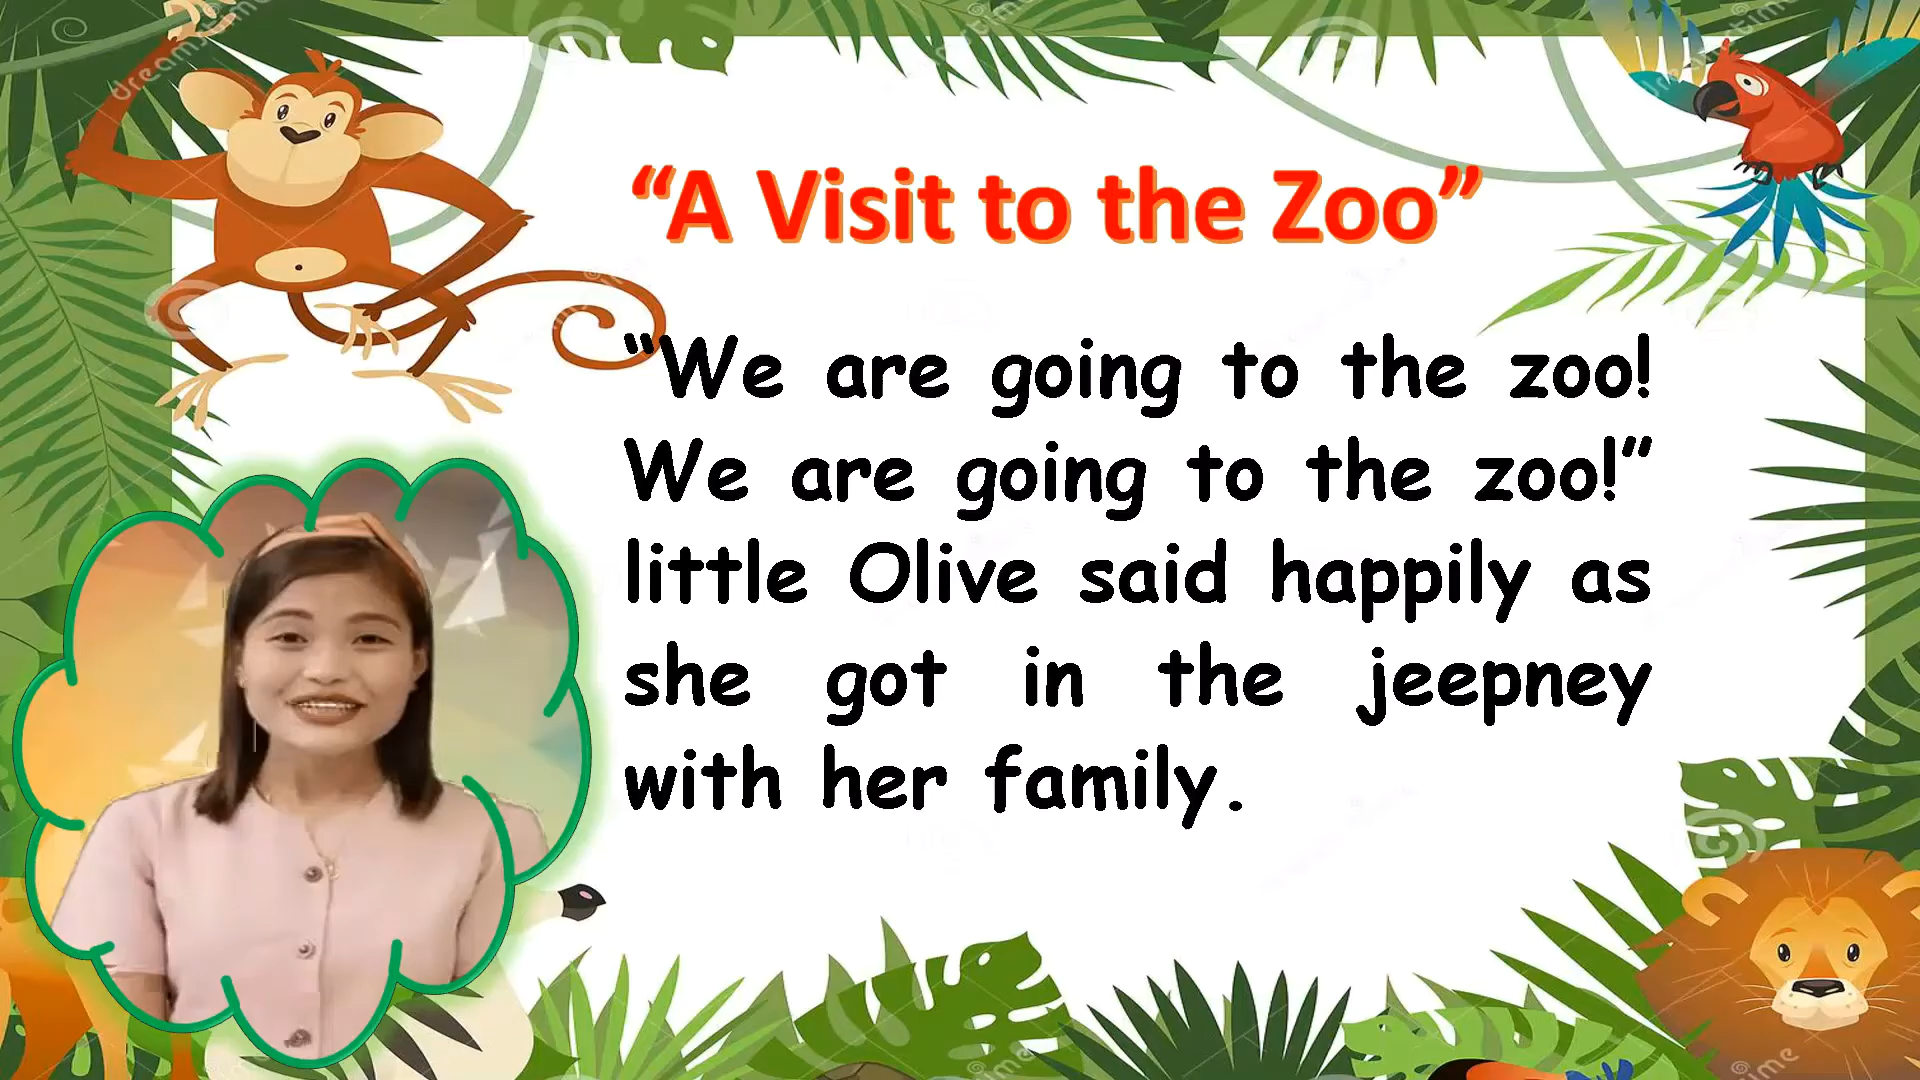 “A Visit to the Zoo”
“We are going to the zoo!
We are going to the zoo!”
little Olive said happily as
she got in the jeepney
with her family.